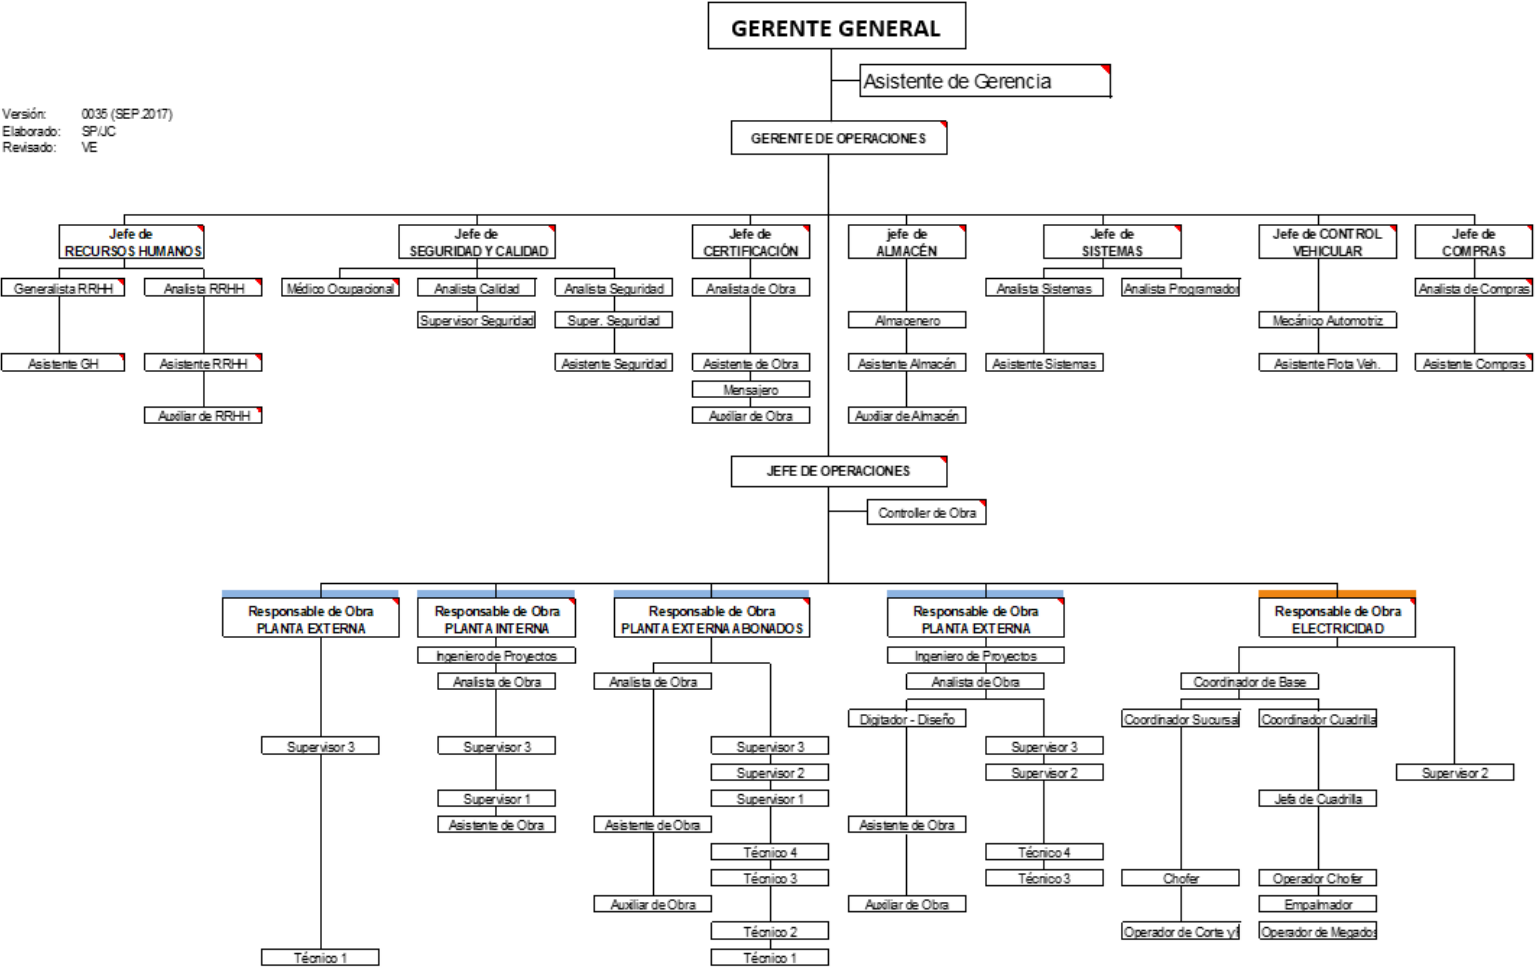 GERENTE GENERAL
Asistente de Gerencia
Versión: 0035 (SEP.2017)
Elaborado: SP/JC
Revisado: VE
GERENTE DE OPERACIONES
Jefe de
RECURSOS HUMANOS
Jefe de
SEGURIDAD Y CALIDAD
Jefe de
CERTIFICACIÓN
jefe de
ALMACÉN
Jefe de
SISTEMAS
Jefe de CONTROL
VEHICULAR
Jefe de
COMPRAS
Generalista RRHH
Analista RRHH
Médico Ocupacional
Analista Calidad
Analista Seguridad
Analista de Obra
Analista Sistemas
Analista Programador
Analista de Compras
Supervisor Seguridad
Super. Seguridad
Almacenero
Mecánico Automotriz
Asistente GH
Asistente RRHH
Asistente Seguridad
Asistente de Obra
Asistente Almacén
Asistente Sistemas
Asistente Flota Veh.
Asistente Compras
Mensajero
Auxiliar de RRHH
Auxiliar de Obra
Auxiliar de Almacén
JEFE DE OPERACIONES
Controller de Obra
Responsable de Obra
PLANTA EXTERNA
Responsable de Obra
PLANTA INTERNA
Responsable de Obra
PLANTA EXTERNA ABONADOS
Responsable de Obra
PLANTA EXTERNA
Responsable de Obra
ELECTRICIDAD
Ingeniero de Proyectos
Ingeniero de Proyectos
Analista de Obra
Analista de Obra
Analista de Obra
Coordinador de Base
Digitador - Diseño
Coordinador Sucursal
Coordinador Cuadrilla
Supervisor 3
Supervisor 3
Supervisor 3
Supervisor 3
Supervisor 2
Supervisor 2
Supervisor 2
Supervisor 1
Supervisor 1
Jefa de Cuadrilla
Asistente de Obra
Asistente de Obra
Asistente de Obra
Técnico 4
Técnico 4
Técnico 3
Técnico 3
Chofer
Operador Chofer
Auxiliar de Obra
Auxiliar de Obra
Empalmador
Técnico 2
Operador de Corte y
Operador de Megados
Técnico 1
Técnico 1